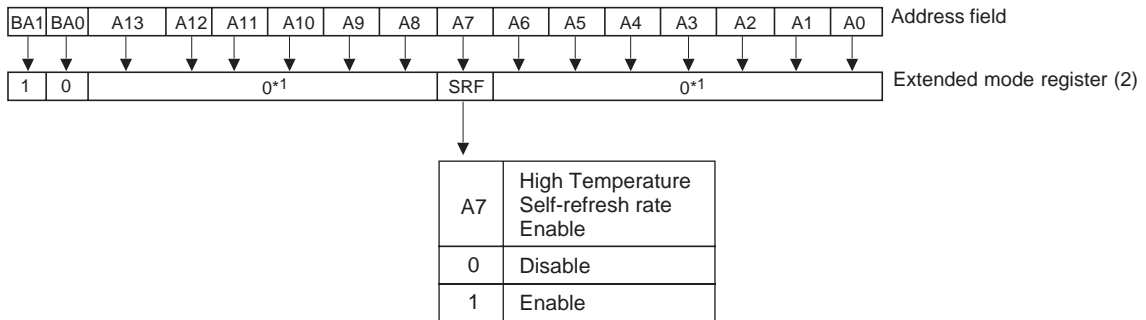 BA1 BA0 A13 A12 A11 A10 A9 A8 A7 A6 A5 A4 A3 A2 A1 A0 Address field
1 0 0*1 SRF 0*1 Extended mode register (2)
A7 High Temperature
Self-refresh rate
Enable
0 Disable
1 Enable